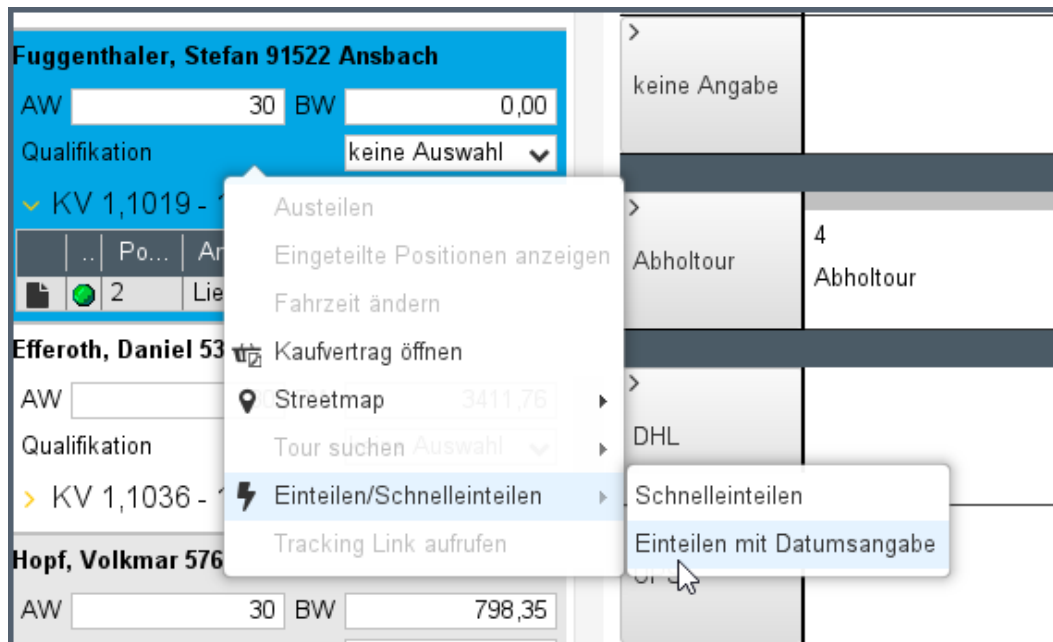 Fuggenthaler, Stefan 91522 Ansbach
AW 30 BW 0,00
Qualifikation keine Auswahl
KV 1,1019 -
.. Po...
2 Lie
Efferoth, Daniel 53
AW 3411,76
Qualifikation Auswahl
KV 1,1036 -
Hopf, Volkmar 576
AW 30 BW 798,35
Austeilen
Eingeteilte Positionen anzeigen
Fahrzeit ändern
Kaufvertrag öffnen
Streetmap
Tour suchen
Einteilen/Schnelleinteilen
Tracking Link aufrufen
Schnelleinteilen
Einteilen mit Datumsangabe
keine Angabe
Abholtour
4
Abholtour
DHL